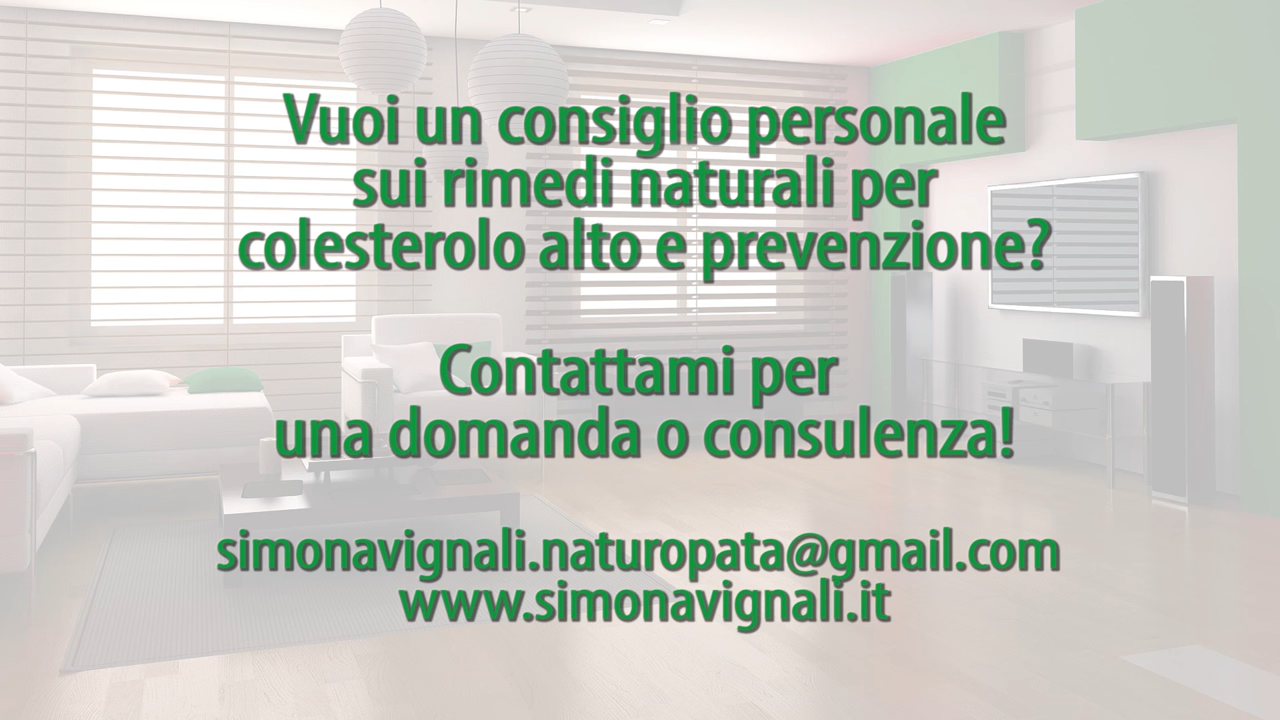 Vuoi un consiglio personale
sui rimedi naturali per
colesterolo alto e prevenzione?
Contattami per
una domanda o consulenza!
simonavignali.naturopata@gmail.com
www.simonavignali.it